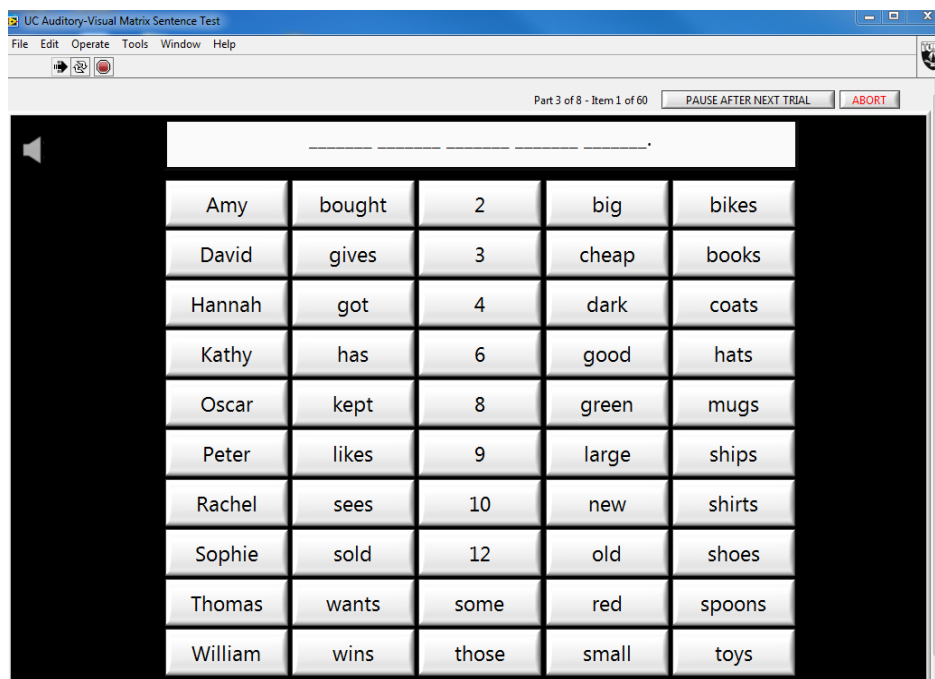 UC Auditory-Visual Matrix Sentence Test
File Edit Operate Tools Window Help
Part 3 of 8 - Item 1 of 60 PAUSE AFTER NEXT TRIAL ABORT
_______ _______ _______ _______ _______.
Amy bought 2 big bikes
David gives 3 cheap books
Hannah got 4 dark coats
Kathy has 6 good hats
Oscar kept 8 green mugs
Peter likes 9 large ships
Rachel sees 10 new shirts
Sophie sold 12 old shoes
Thomas wants some red spoons
William wins those small toys